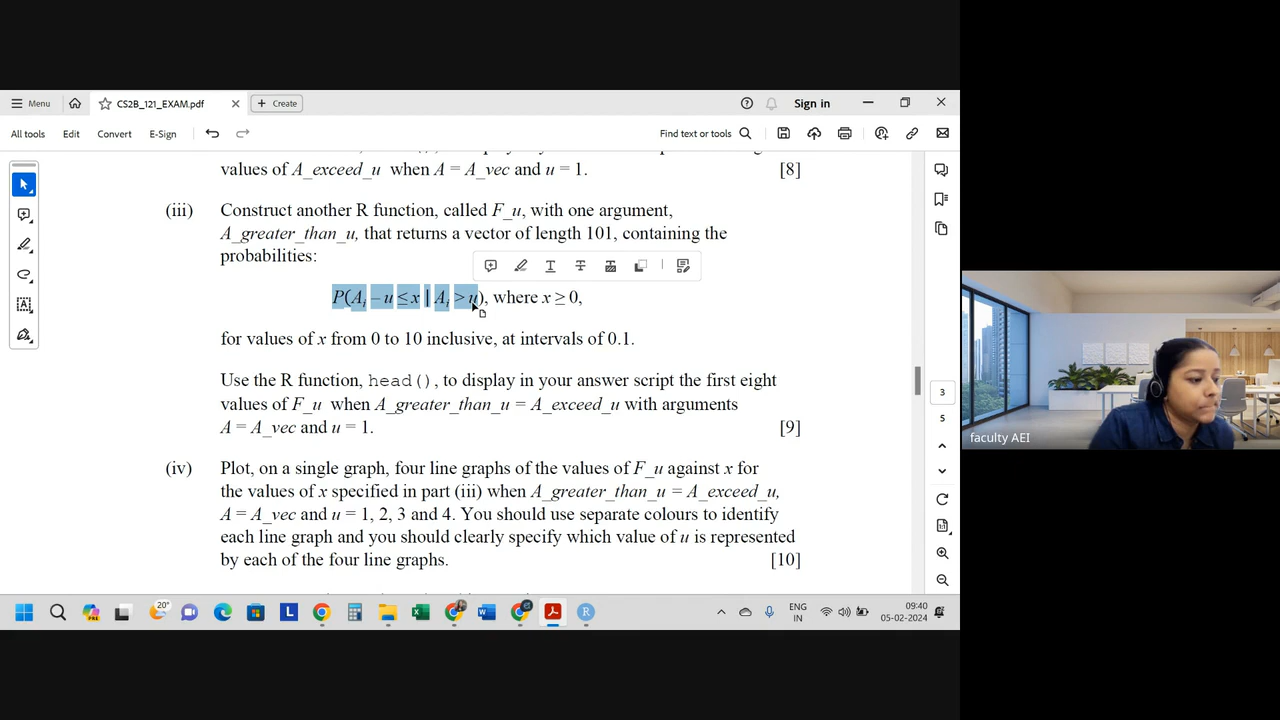 Menu
CS2B_121_EXAM.pdf
Create
Sign in
All tools
Edit
Convert
E-Sign
Find text or tools
values of A_exceed_u when A = A_vec and u = 1. [8]
(iii) Construct another R function, called F_u, with one argument,
A_greater_than_u, that returns a vector of length 101, containing the
probabilities:
P(Ai – u ≤ x | Ai > u), where x ≥ 0,
for values of x from 0 to 10 inclusive, at intervals of 0.1.
Use the R function, head(), to display in your answer script the first eight
values of F_u when A_greater_than_u = A_exceed_u with arguments
A = A_vec and u = 1. [9]
(iv) Plot, on a single graph, four line graphs of the values of F_u against x for
the values of x specified in part (iii) when A_greater_than_u = A_exceed_u,
A = A_vec and u = 1, 2, 3 and 4. You should use separate colours to identify
each line graph and you should clearly specify which value of u is represented
by each of the four line graphs. [10]
3
5
faculty AEI
20°
ENG
IN
09:40
05-02-2024